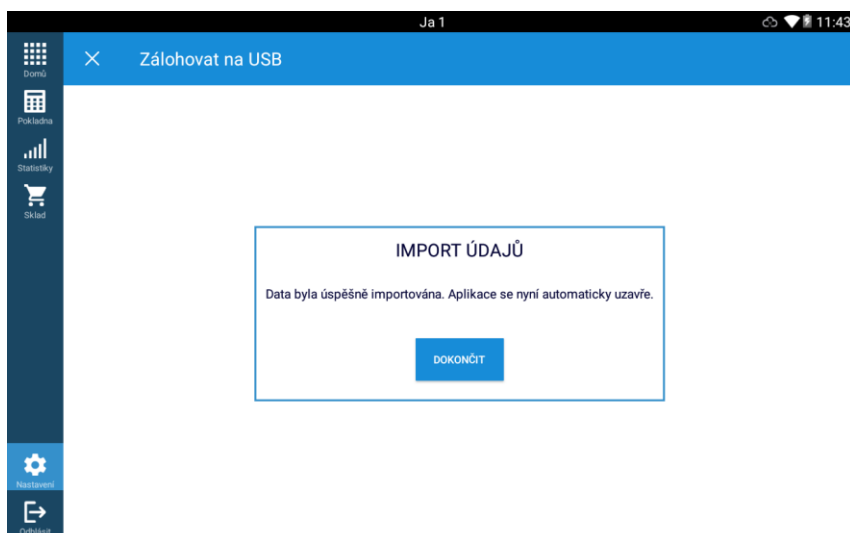 Ja 1
11:43
Domů
Zálohovat na USB
Pokladna
Statistiky
Sklad
IMPORT ÚDAJŮ
Data byla úspěšně importována. Aplikace se nyní automaticky uzavře.
DOKONČIT
Nastavení
Odhlásit